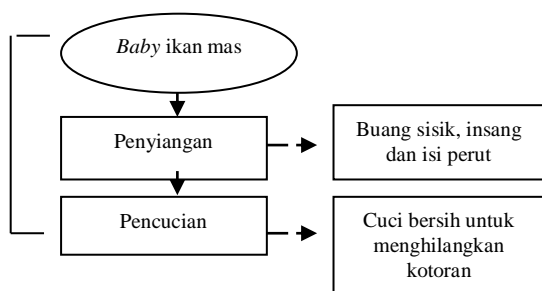 Baby ikan mas
Penyiangan
Buang sisik, insang
dan isi perut
Pencucian
Cuci bersih untuk
menghilangkan
kotoran